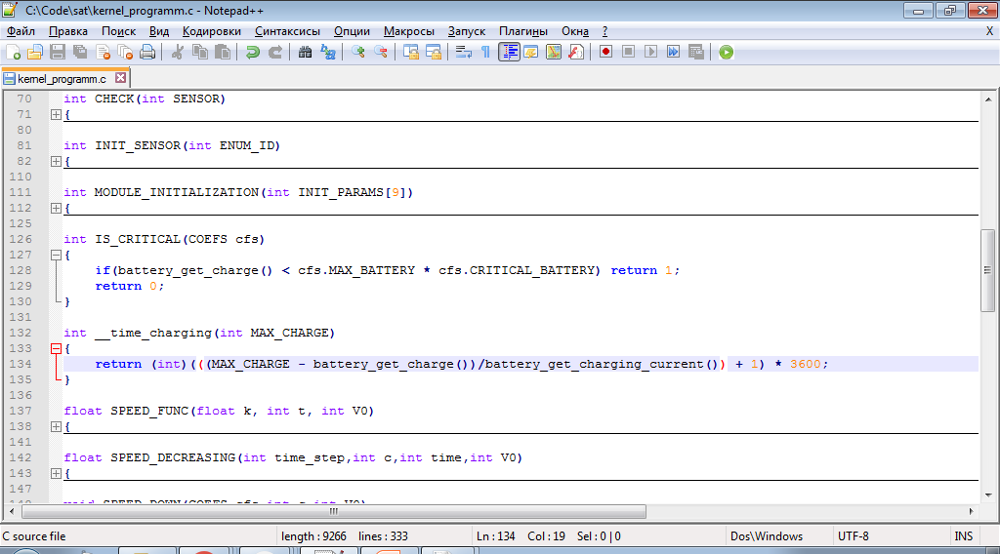 C:\Code\sat\kernel_programm.c - Notepad++
Файл Правка Поиск Вид Кодировки Синтаксисы Опции Макросы Запуск Плагины Окна ? X
kernel_programm.c
70 int CHECK(int SENSOR)
71 {
80
81 int INIT_SENSOR(int ENUM_ID)
82 {
110
111 int MODULE_INITIALIZATION(int INIT_PARAMS[9])
112 {
125
126 int IS_CRITICAL(COEFS cfs)
127 {
128 if(battery_get_charge() < cfs.MAX_BATTERY * cfs.CRITICAL_BATTERY) return 1;
129 return 0;
130 }
131
132 int __time_charging(int MAX_CHARGE)
133 {
134 return (int)(((MAX_CHARGE - battery_get_charge())/battery_get_charging_current()) + 1) * 3600;
135 }
136
137 float SPEED_FUNC(float k, int t, int V0)
138 {
141
142 float SPEED_DECREASING(int time_step,int c,int time,int V0)
143 {
147
C source file length : 9266 lines : 333 Ln : 134 Col : 19 Sel : 0 | 0 Dos\Windows UTF-8 INS